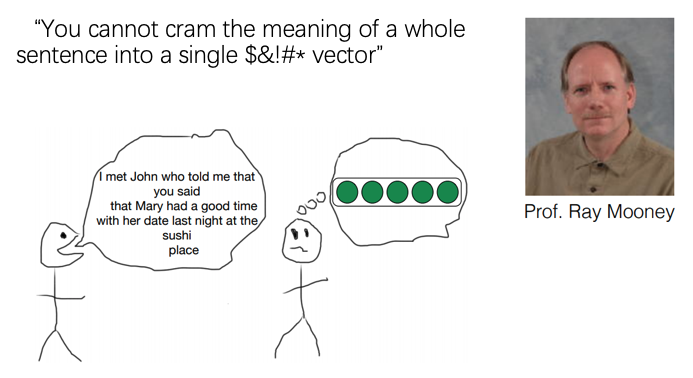 “You cannot cram the meaning of a whole
sentence into a single $&!#* vector”
I met John who told me that
you said
that Mary had a good time
with her date last night at the
sushi
place
Prof. Ray Mooney